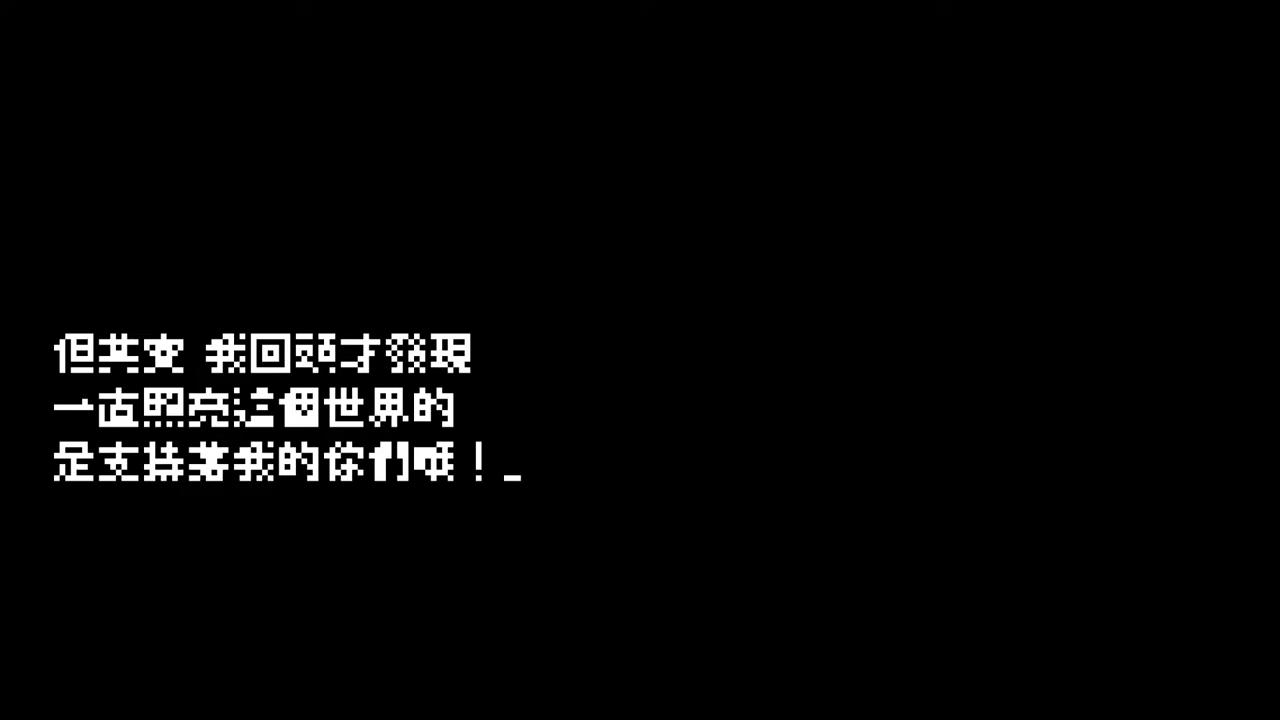 但其實 我回頭才發現
一直照亮這個世界的
是支持著我的你們喔！_